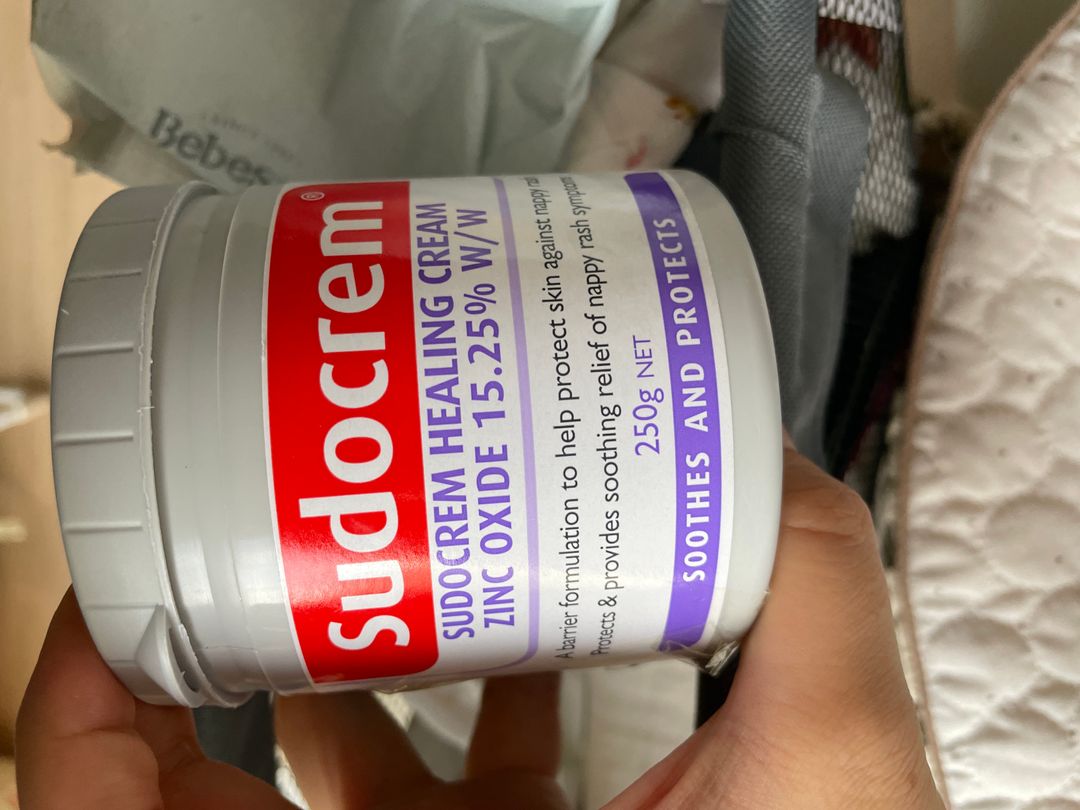 Bebes
Sudocrem®
SUDOCREM HEALING CREAM
ZINC OXIDE 15.25% W/W
A barrier formulation to help protect skin against nappy
Protects & provides soothing relief of nappy rash symptoms
250g NET
SOOTHES AND PROTECTS